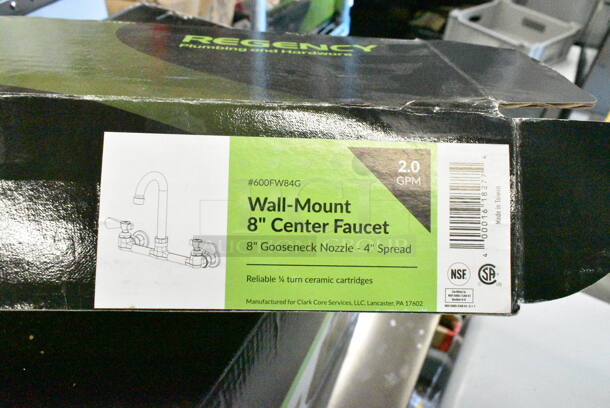 REGENCY
Plumbing and Hardware
#600FW84G
2.0
GPM
Wall-Mount
8" Center Faucet
8" Gooseneck Nozzle - 4" Spread
Reliable ¼ turn ceramic cartridges
Manufactured for Clark Core Services, LLC, Lancaster, PA 17602
Made in Taiwan
NSF